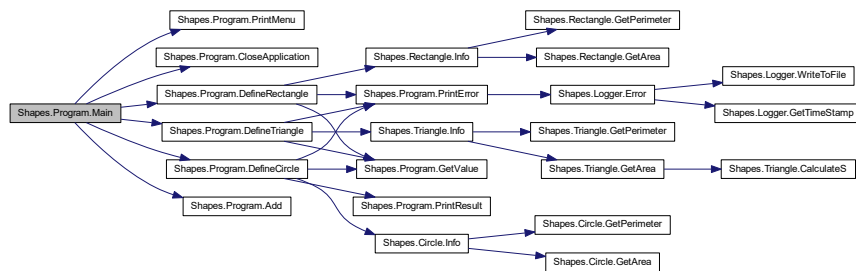 Shapes.Program.Main
Shapes.Program.PrintMenu
Shapes.Program.CloseApplication
Shapes.Program.DefineRectangle
Shapes.Program.DefineTriangle
Shapes.Program.DefineCircle
Shapes.Program.Add
Shapes.Rectangle.Info
Shapes.Program.PrintError
Shapes.Triangle.Info
Shapes.Program.GetValue
Shapes.Program.PrintResult
Shapes.Circle.Info
Shapes.Rectangle.GetPerimeter
Shapes.Rectangle.GetArea
Shapes.Logger.Error
Shapes.Triangle.GetPerimeter
Shapes.Triangle.GetArea
Shapes.Circle.GetPerimeter
Shapes.Circle.GetArea
Shapes.Logger.WriteToFile
Shapes.Logger.GetTimeStamp
Shapes.Triangle.CalculateS